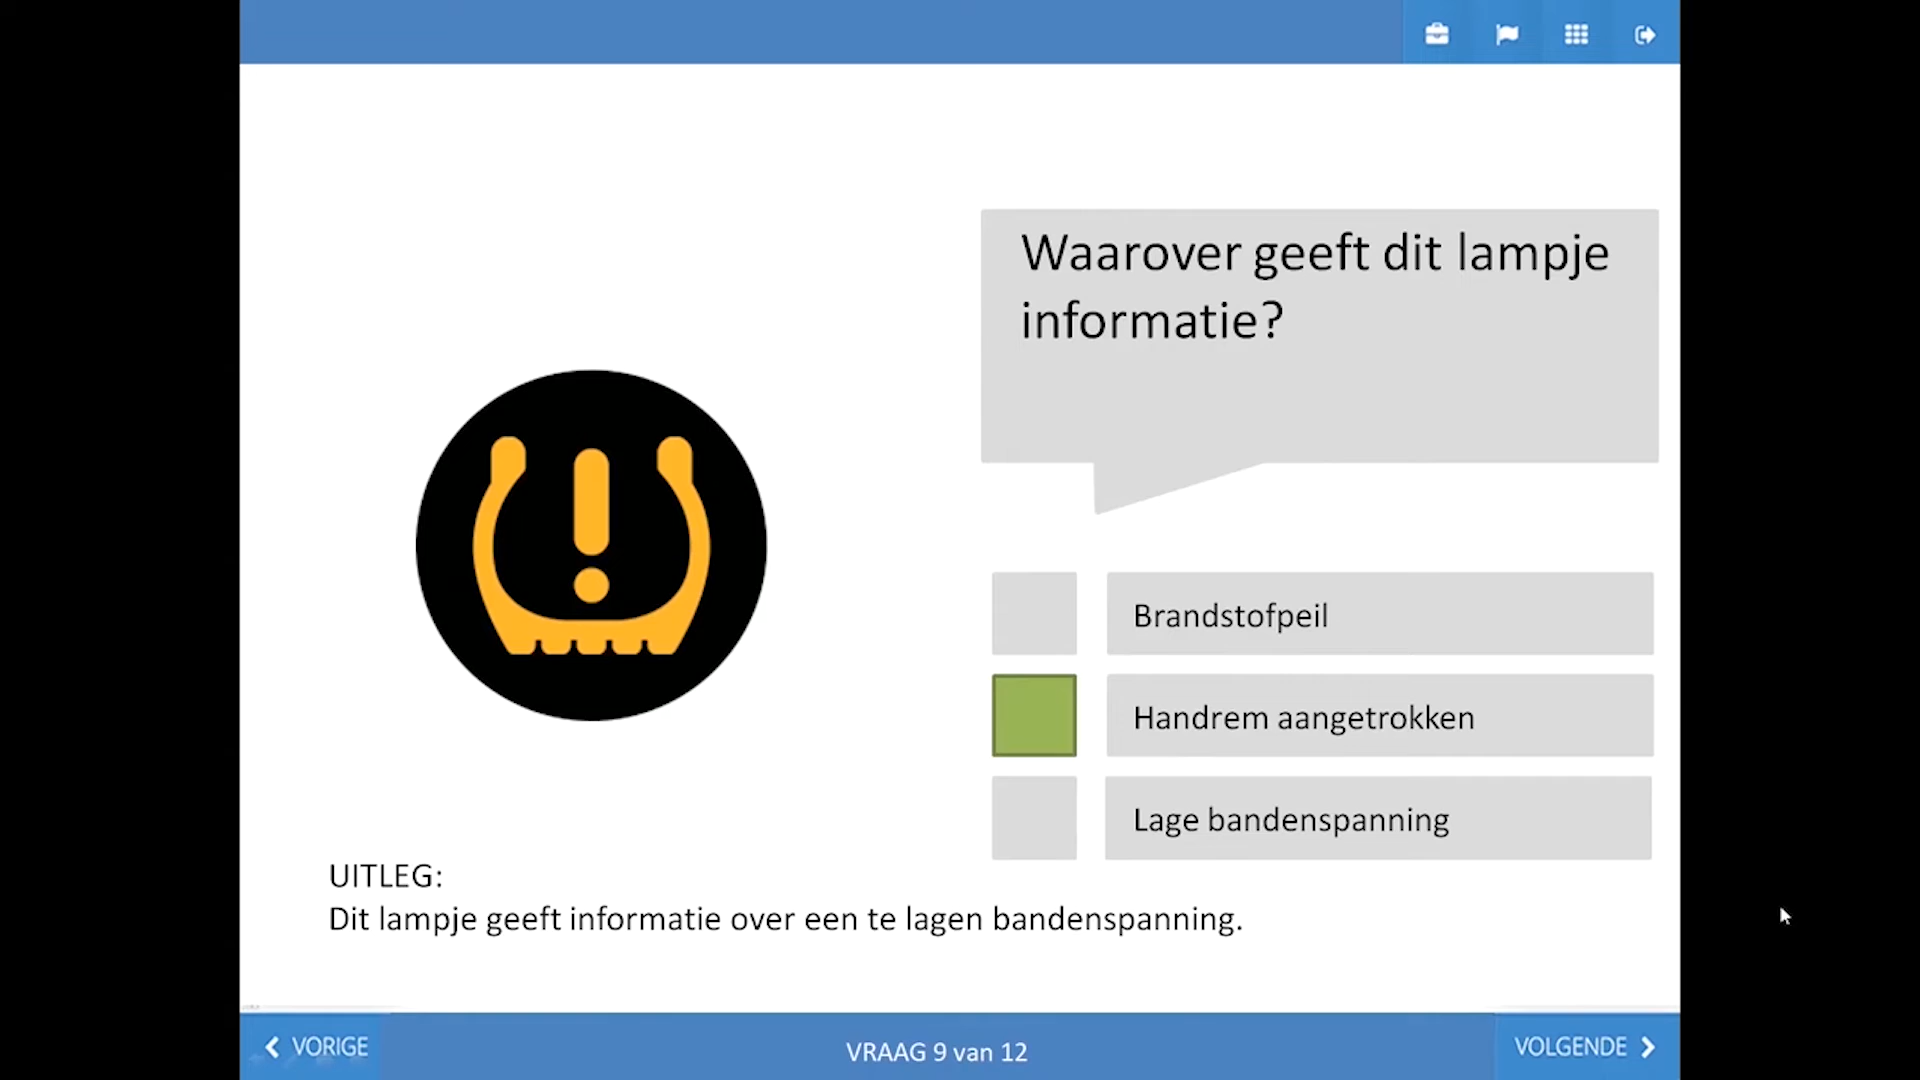 Waarover geeft dit lampje
informatie?
Brandstofpeil
Handrem aangetrokken
Lage bandenspanning
UITLEG:
Dit lampje geeft informatie over een te lagen bandenspanning.
VORIGE
VRAAG 9 van 12
VOLGENDE